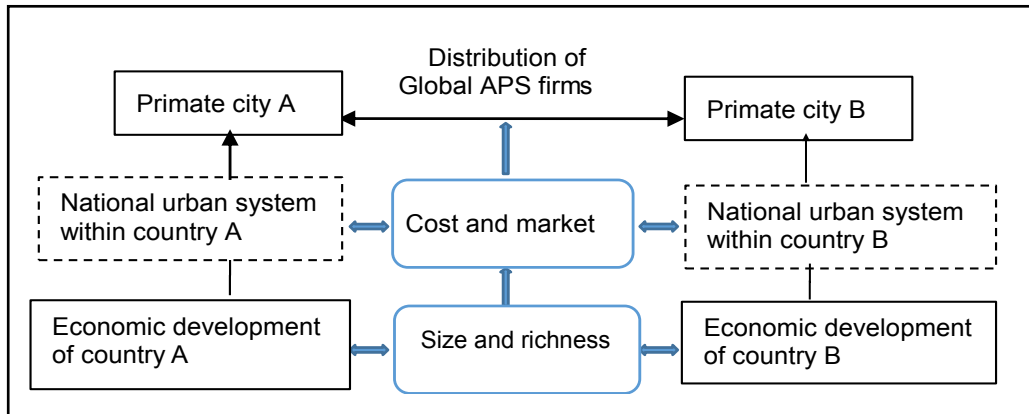 Distribution of
Global APS firms
Primate city A
Primate city B
National urban system
within country A
Cost and market
National urban system
within country B
Economic development
of country A
Size and richness
Economic development
of country B